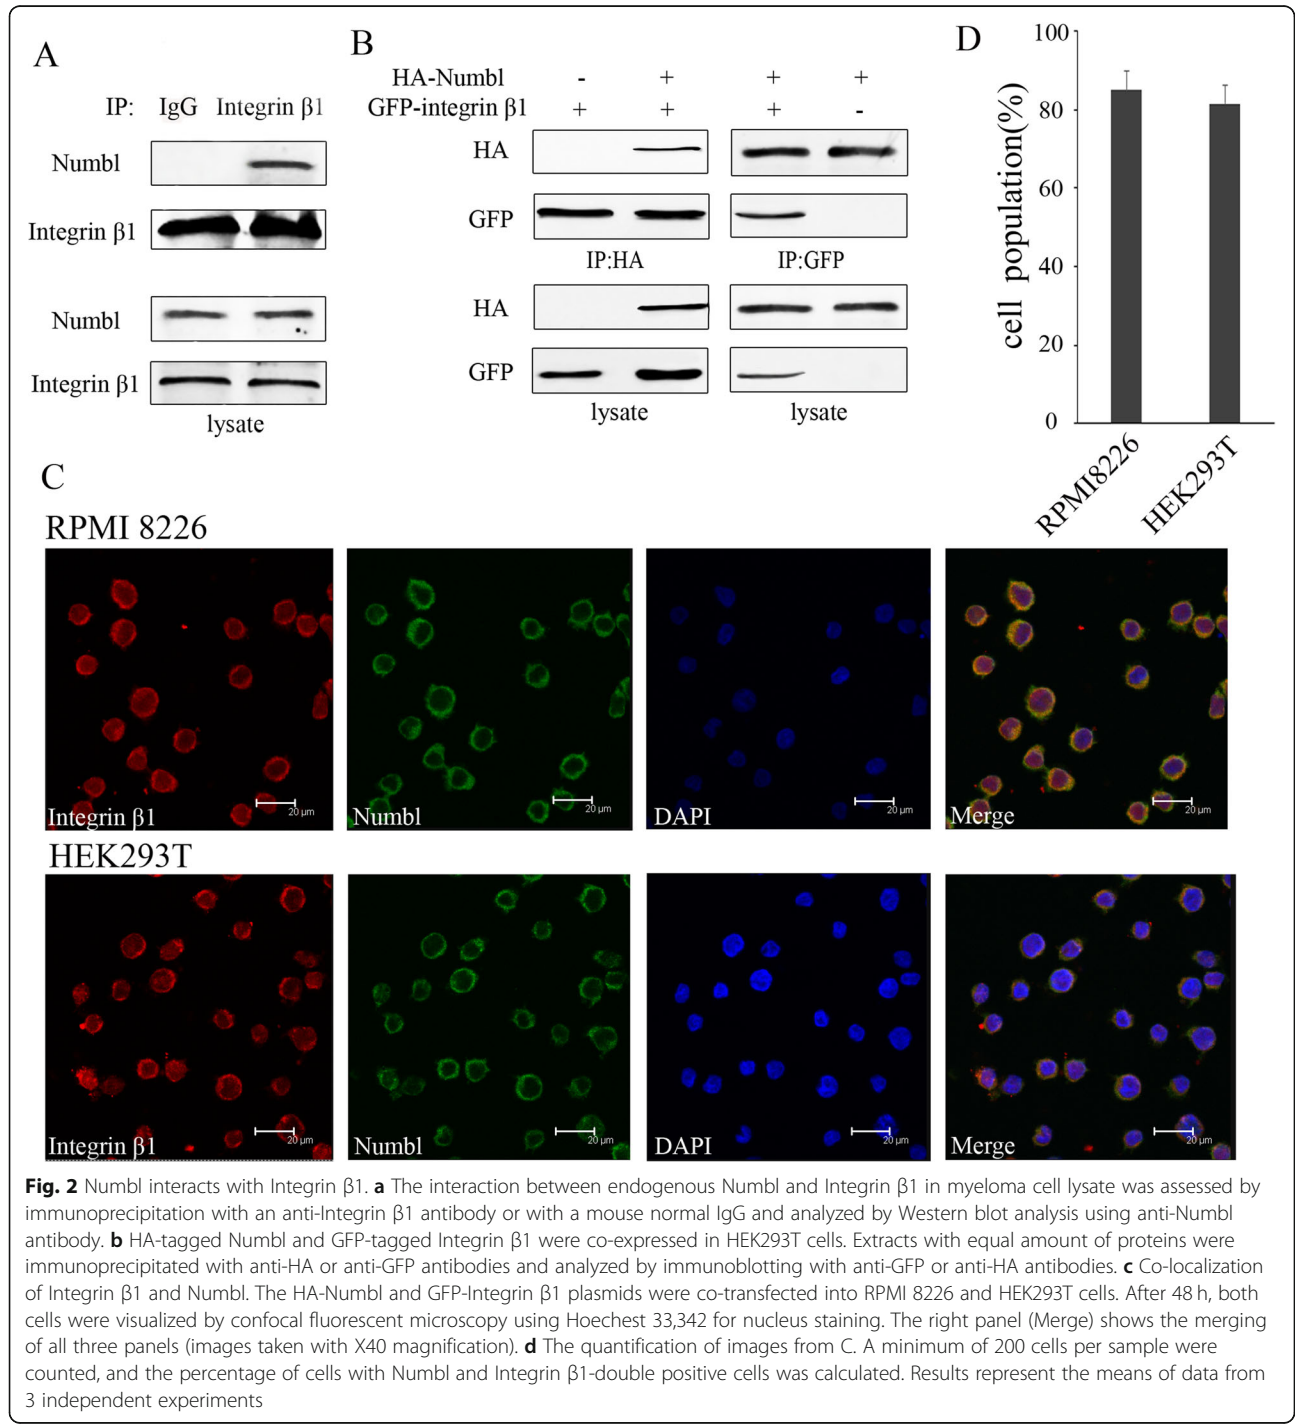 A
IP: IgG Integrin β1
Numbl
Integrin β1
Numbl
Integrin β1
lysate
B
HA-Numbl - + + +
GFP-integrin β1 + + + -
HA
GFP
IP:HA IP:GFP
HA
GFP
lysate lysate
D
cell population(%)
100
80
60
40
20
0
RPMI8226 HEK293T
C
RPMI 8226
Integrin β1 20 μm
Numbl 20 μm
DAPI 20 μm
Merge 20 μm
HEK293T
Integrin β1 20 μm
Numbl 20 μm
DAPI 20 μm
Merge 20 μm
Fig. 2 Numbl interacts with Integrin β1. a The interaction between endogenous Numbl and Integrin β1 in myeloma cell lysate was assessed by
immunoprecipitation with an anti-Integrin β1 antibody or with a mouse normal IgG and analyzed by Western blot analysis using anti-Numbl
antibody. b HA-tagged Numbl and GFP-tagged Integrin β1 were co-expressed in HEK293T cells. Extracts with equal amount of proteins were
immunoprecipitated with anti-HA or anti-GFP antibodies and analyzed by immunoblotting with anti-GFP or anti-HA antibodies. c Co-localization
of Integrin β1 and Numbl. The HA-Numbl and GFP-Integrin β1 plasmids were co-transfected into RPMI 8226 and HEK293T cells. After 48 h, both
cells were visualized by confocal fluorescent microscopy using Hoechest 33,342 for nucleus staining. The right panel (Merge) shows the merging
of all three panels (images taken with X40 magnification). d The quantification of images from C. A minimum of 200 cells per sample were
counted, and the percentage of cells with Numbl and Integrin β1-double positive cells was calculated. Results represent the means of data from
3 independent experiments